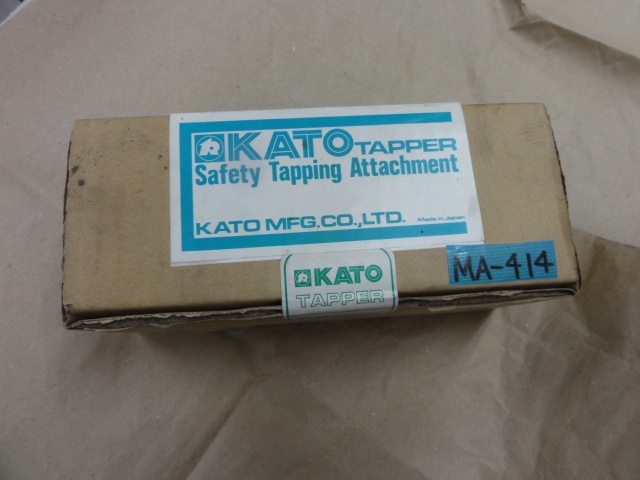 KATO TAPPER
Safety Tapping Attachment
KATO MFG.CO.,LTD. Made in Japan
KATO
TAPPER
MA-414